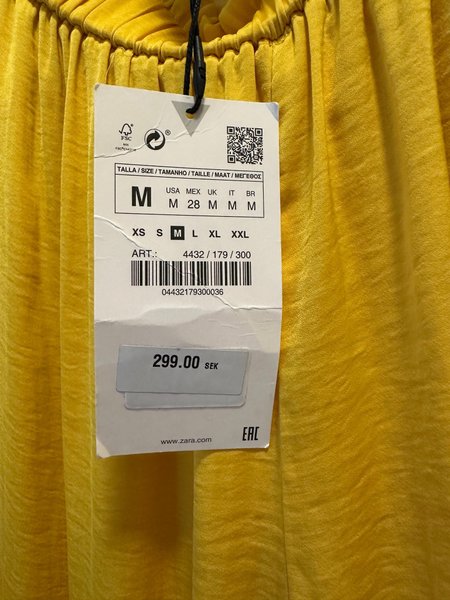 FSC
®
TALLA / SIZE / TAMANHO / TAILLE / MAAT / ΜΕΓΕΘΟΣ
M
USA MEX UK IT BR
M 28 M M M
XS S M L XL XXL
ART.: 4432 / 179 / 300
04432179300036
299.00 SEK
www.zara.com
EAC